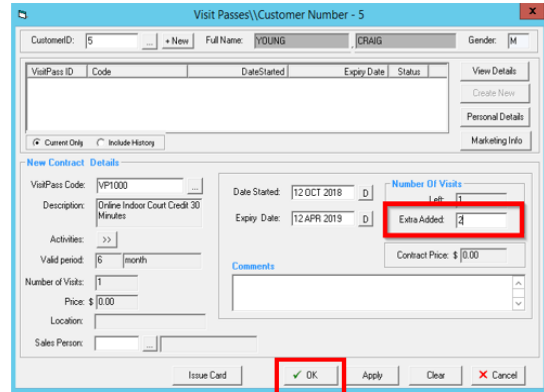 Visit Passes\\Customer Number - 5
x
CustomerID: 5 ... + New Full Name: YOUNG CRAIG Gender: M
VisitPass ID Code DateStarted Expiry Date Status
View Details
Create New
Personal Details
Current Only Include History Marketing Info
New Contract Details
VisitPass Code: VP1000 ...
Description: Online Indoor Court Credit 30
Minutes
Activities: >>
Valid period: 6 month
Number of Visits: 1
Price: $ 0.00
Location:
Sales Person: ...
Date Started: 12 OCT 2018 D
Expiry Date: 12 APR 2019 D
Number Of Visits
Left: 1
Extra Added: 2
Contract Price: $ 0.00
Comments
Issue Card ✓ OK Apply Clear X Cancel